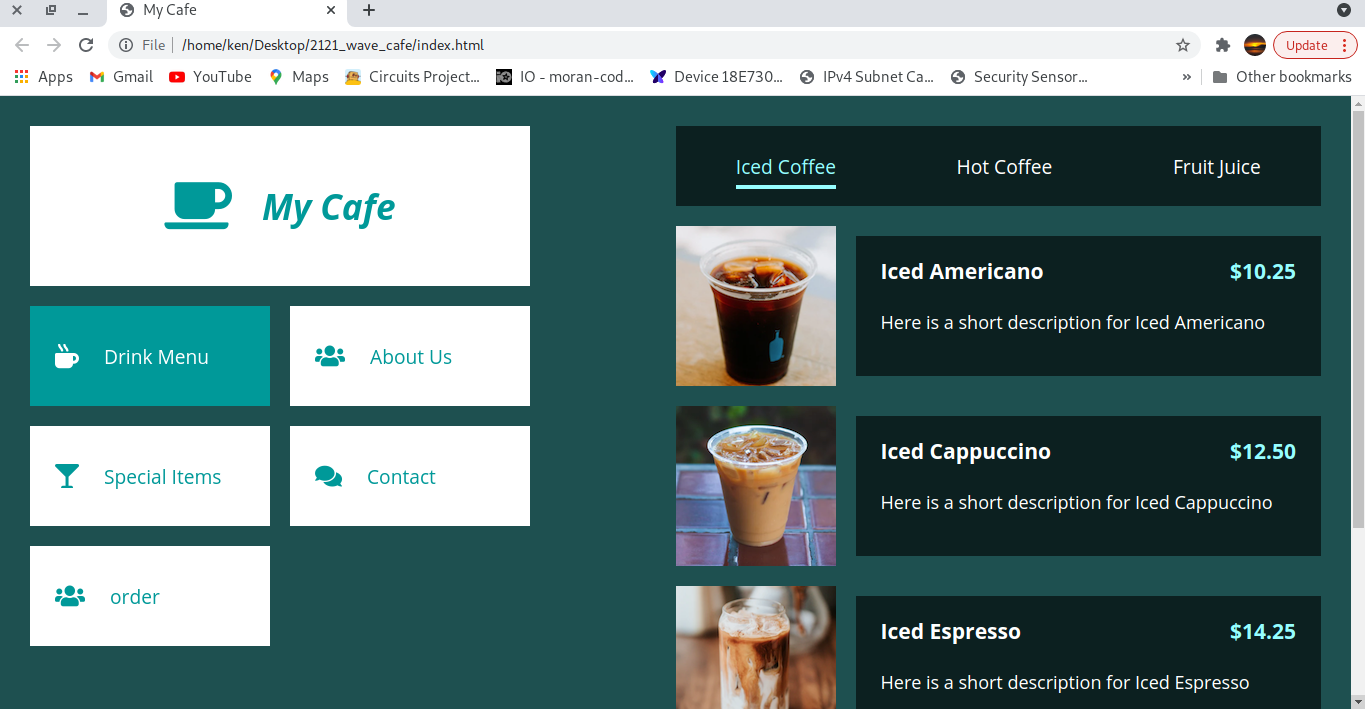 My Cafe
File /home/ken/Desktop/2121_wave_cafe/index.html Update
Apps Gmail YouTube Maps Circuits Project... IO - moran-cod... Device 18E730... IPv4 Subnet Ca... Security Sensor... » Other bookmarks
My Cafe
Drink Menu
About Us
Special Items
Contact
order
Iced Coffee Hot Coffee Fruit Juice
Iced Americano $10.25
Here is a short description for Iced Americano
Iced Cappuccino $12.50
Here is a short description for Iced Cappuccino
Iced Espresso $14.25
Here is a short description for Iced Espresso